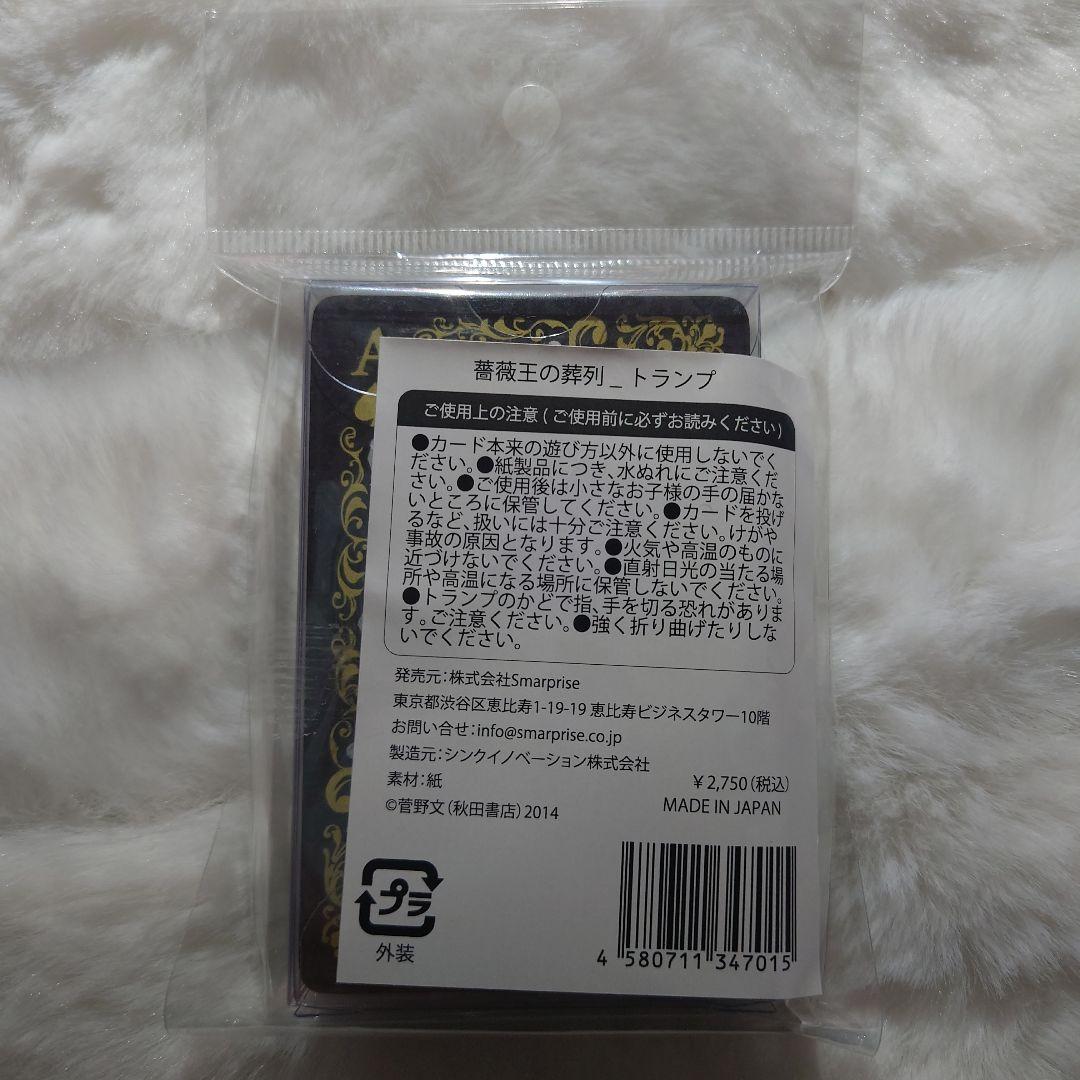 A
薔薇王の葬列_トランプ
ご使用上の注意(ご使用前に必ずお読みください)
●カード本来の遊び方以外に使用しないでく
ださい。●紙製品につき、水ぬれにご注意くだ
さい。●ご使用後は小さなお子様の手の届かな
いところに保管してください。●カードを投げ
るなど、扱いには十分ご注意ください。けがや
事故の原因となります。●火気や高温のものに
近づけないでください。●直射日光の当たる場
所や高温になる場所に保管しないでください。
●トランプのかどで指、手を切る恐れがありま
す。ご注意ください。●強く折り曲げたりしな
いでください。
発売元:株式会社Smarprise
東京都渋谷区恵比寿1-19-19 恵比寿ビジネスタワー10階
お問い合せ:info@smarprise.co.jp
製造元:シンクイノベーション株式会社
素材:紙
¥2,750(税込)
©菅野文(秋田書店)2014
MADE IN JAPAN
プラ
外装
4 580711 347015